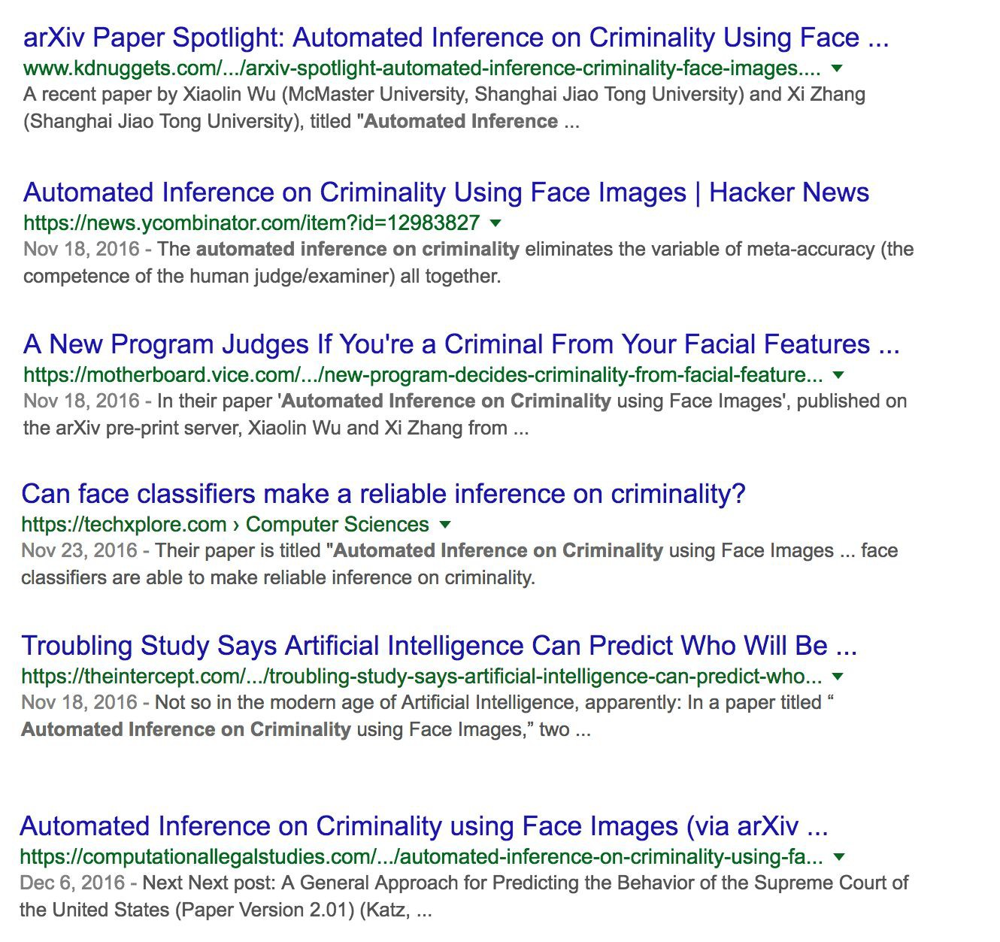 arXiv Paper Spotlight: Automated Inference on Criminality Using Face ...
www.kdnuggets.com/.../arxiv-spotlight-automated-inference-criminality-face-images....
A recent paper by Xiaolin Wu (McMaster University, Shanghai Jiao Tong University) and Xi Zhang
(Shanghai Jiao Tong University), titled "Automated Inference ...
Automated Inference on Criminality Using Face Images | Hacker News
https://news.ycombinator.com/item?id=12983827
Nov 18, 2016 - The automated inference on criminality eliminates the variable of meta-accuracy (the
competence of the human judge/examiner) all together.
A New Program Judges If You're a Criminal From Your Facial Features ...
https://motherboard.vice.com/.../new-program-decides-criminality-from-facial-feature...
Nov 18, 2016 - In their paper 'Automated Inference on Criminality using Face Images', published on
the arXiv pre-print server, Xiaolin Wu and Xi Zhang from ...
Can face classifiers make a reliable inference on criminality?
https://techxplore.com › Computer Sciences
Nov 23, 2016 - Their paper is titled "Automated Inference on Criminality using Face Images ... face
classifiers are able to make reliable inference on criminality.
Troubling Study Says Artificial Intelligence Can Predict Who Will Be ...
https://theintercept.com/.../troubling-study-says-artificial-intelligence-can-predict-who...
Nov 18, 2016 - Not so in the modern age of Artificial Intelligence, apparently: In a paper titled “
Automated Inference on Criminality using Face Images,” two ...
Automated Inference on Criminality using Face Images (via arXiv ...
https://computationallegalstudies.com/.../automated-inference-on-criminality-using-fa...
Dec 6, 2016 - Next Next post: A General Approach for Predicting the Behavior of the Supreme Court of
the United States (Paper Version 2.01) (Katz, ...